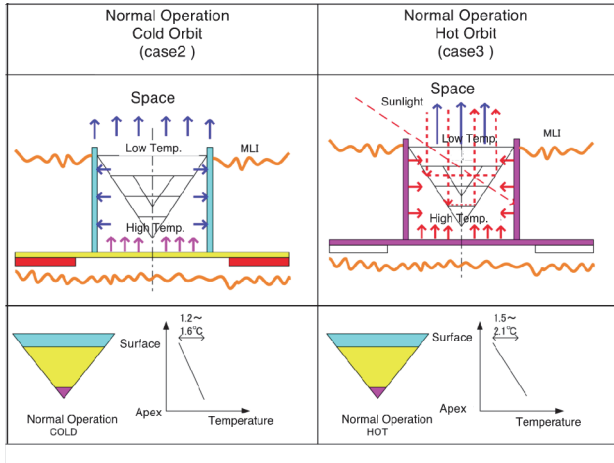 Normal Operation
Cold Orbit
(case2)
Normal Operation
Hot Orbit
(case3)
Space
Low Temp.
MLI
High Temp.
Space
Sunlight
Low Temp.
MLI
High Temp.
1.2~
1.6℃
Surface
Apex
Temperature
Normal Operation
COLD
1.5~
2.1℃
Surface
Apex
Temperature
Normal Operation
HOT